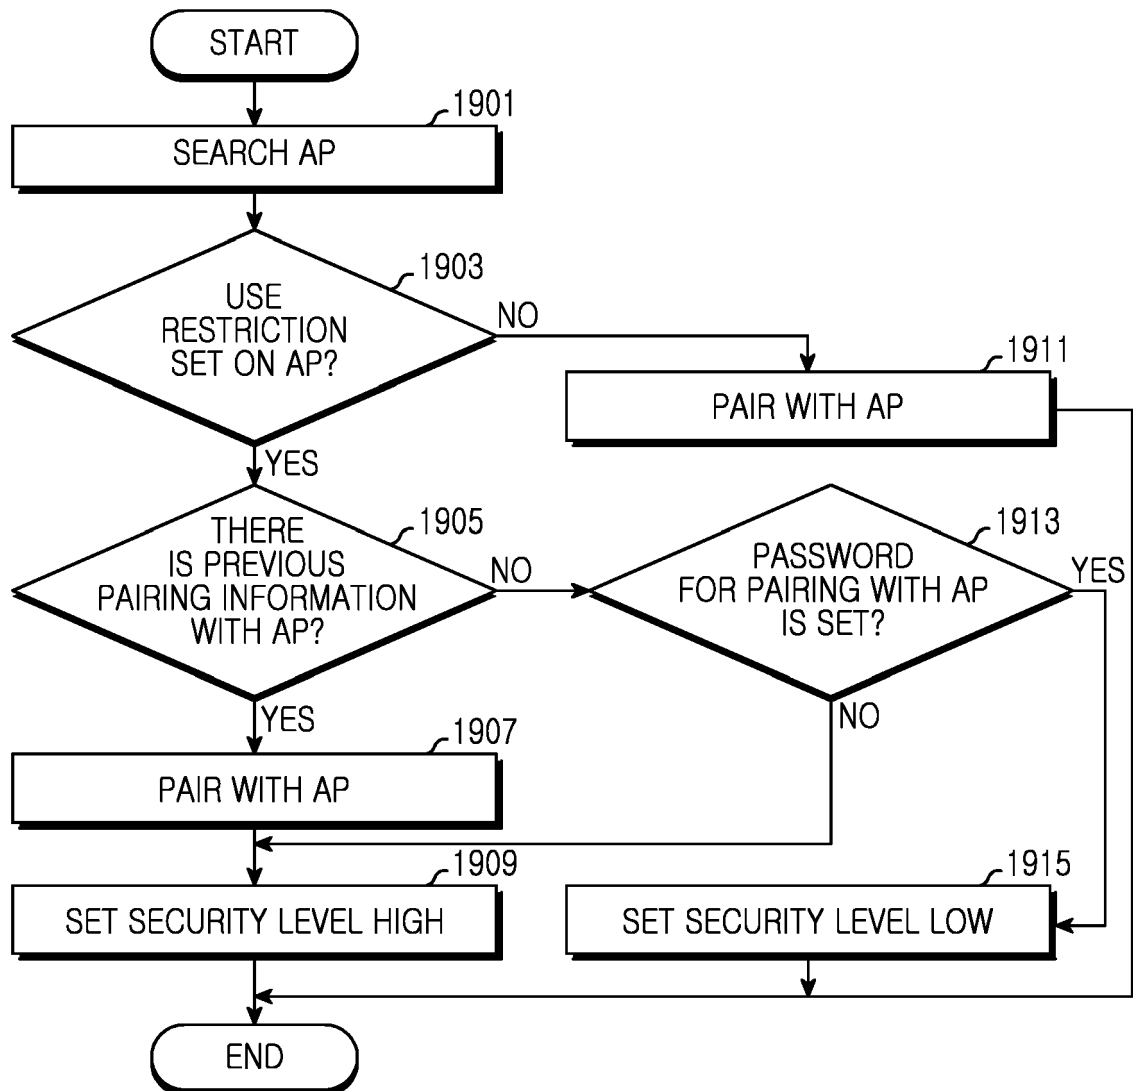 START
1901
SEARCH AP
1903
USE
RESTRICTION
SET ON AP?
NO
1911
PAIR WITH AP
YES
1905
THERE
IS PREVIOUS
PAIRING INFORMATION
WITH AP?
NO
1913
PASSWORD
FOR PAIRING WITH AP
IS SET?
YES
YES
NO
1907
PAIR WITH AP
1909
SET SECURITY LEVEL HIGH
1915
SET SECURITY LEVEL LOW
END